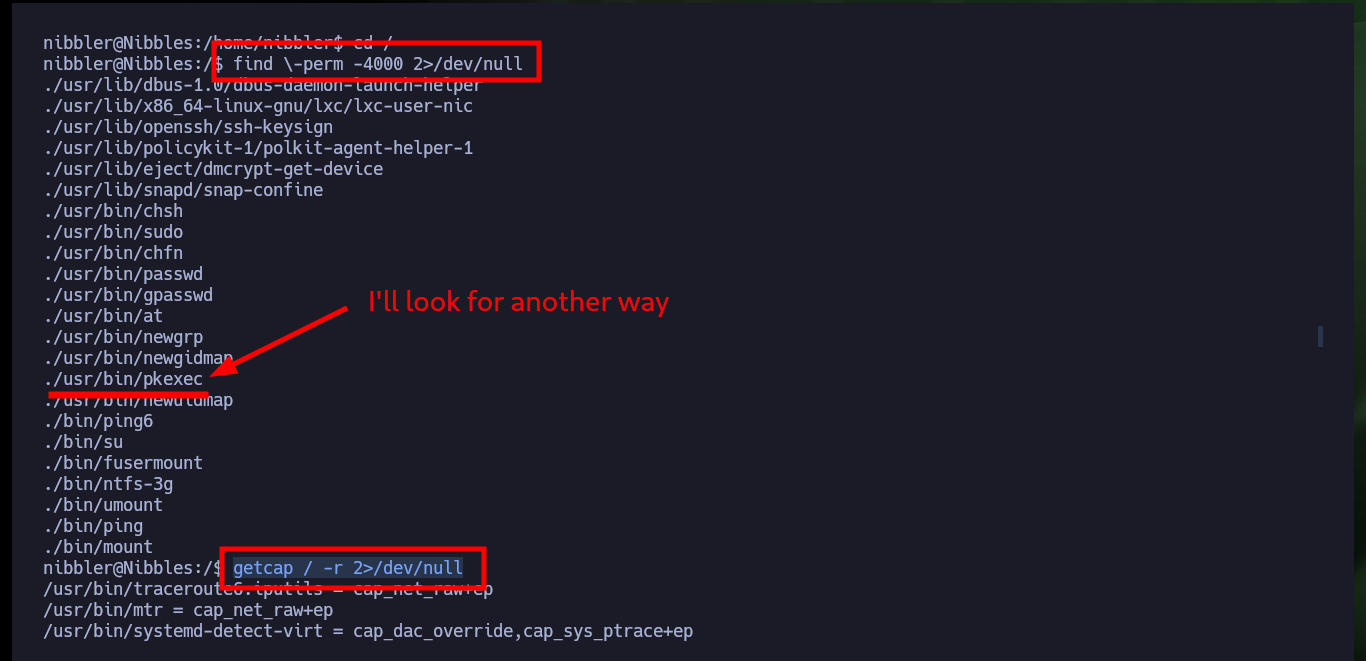 nibbler@Nibbles:/home/nibbler$ cd /
nibbler@Nibbles:/$ find \-perm -4000 2>/dev/null
./usr/lib/dbus-1.0/dbus-daemon-launch-helper
./usr/lib/x86_64-linux-gnu/lxc/lxc-user-nic
./usr/lib/openssh/ssh-keysign
./usr/lib/policykit-1/polkit-agent-helper-1
./usr/lib/eject/dmcrypt-get-device
./usr/lib/snapd/snap-confine
./usr/bin/chsh
./usr/bin/sudo
./usr/bin/chfn
./usr/bin/passwd
./usr/bin/gpasswd
I'll look for another way
./usr/bin/at
./usr/bin/newgrp
./usr/bin/newgidmap
./usr/bin/pkexec
./usr/bin/newuidmap
./bin/ping6
./bin/su
./bin/fusermount
./bin/ntfs-3g
./bin/umount
./bin/ping
./bin/mount
nibbler@Nibbles:/$ getcap / -r 2>/dev/null
/usr/bin/traceroute6.iputils = cap_net_raw+ep
/usr/bin/mtr = cap_net_raw+ep
/usr/bin/systemd-detect-virt = cap_dac_override,cap_sys_ptrace+ep